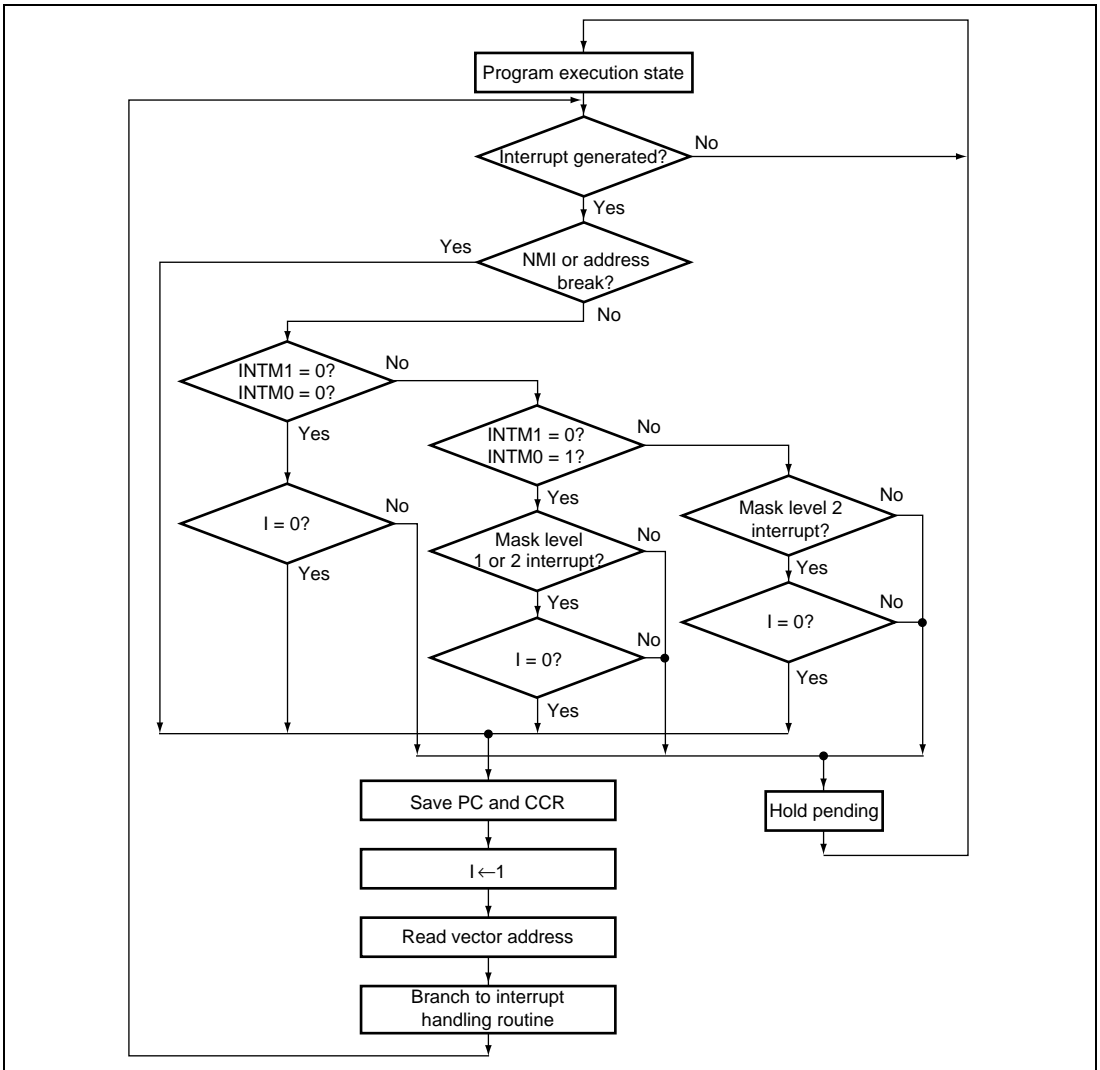 Program execution state
Interrupt generated?
No
Yes
Yes
NMI or address
break?
No
INTM1 = 0?
INTM0 = 0?
No
Yes
INTM1 = 0?
INTM0 = 1?
No
Yes
I = 0?
No
Yes
Mask level
1 or 2 interrupt?
No
Yes
Mask level 2
interrupt?
No
Yes
I = 0?
No
Yes
I = 0?
No
Yes
Save PC and CCR
Hold pending
I ←1
Read vector address
Branch to interrupt
handling routine